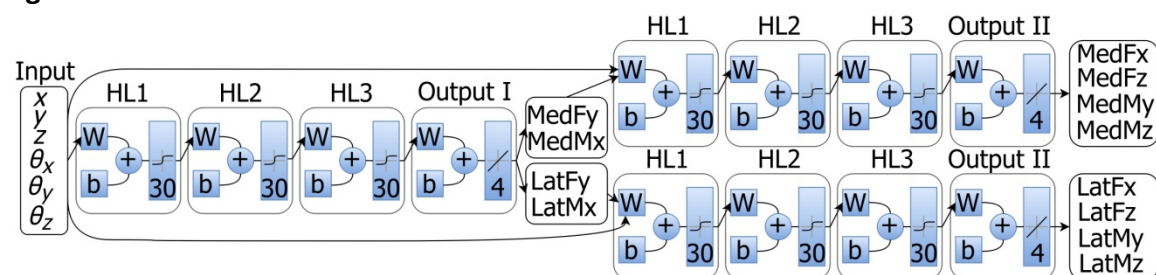 Input
x
y
z
θx
θy
θz
HL1
HL2
HL3
Output I
W
b
+
30
W
b
+
30
W
b
+
30
W
b
+
4
MedFy
MedMx
LatFy
LatMx
HL1
HL2
HL3
Output II
W
b
+
30
W
b
+
30
W
b
+
30
W
b
+
4
MedFx
MedFz
MedMy
MedMz
HL1
HL2
HL3
Output II
W
b
+
30
W
b
+
30
W
b
+
30
W
b
+
4
LatFx
LatFz
LatMy
LatMz